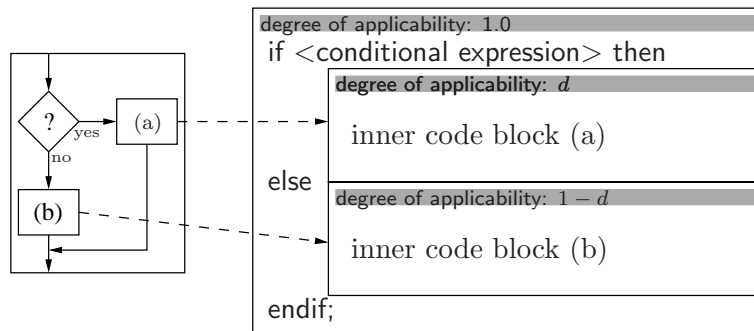 ?
yes
(a)
no
(b)
degree of applicability: 1.0
if <conditional expression> then
degree of applicability: d
inner code block (a)
else
degree of applicability: 1 − d
inner code block (b)
endif;